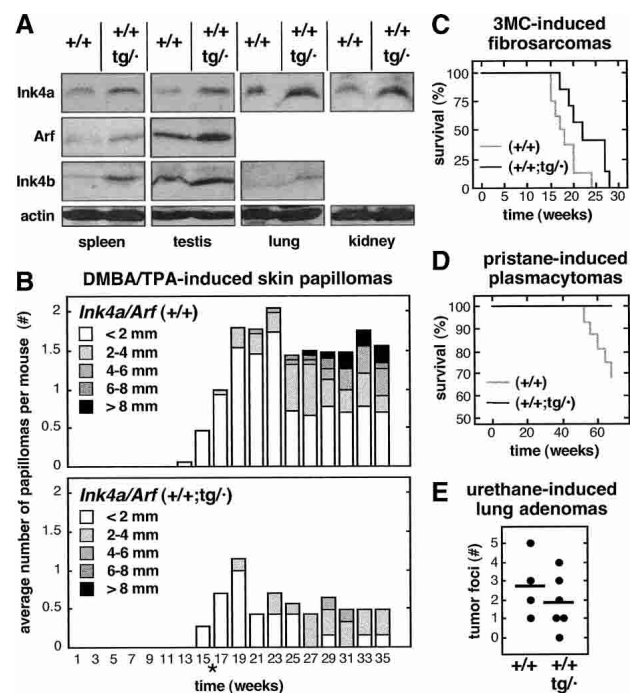 A
+/+ +/+ tg/· +/+ +/+ tg/· +/+ +/+ tg/· +/+ +/+ tg/·
Ink4a
Arf
Ink4b
actin
spleen testis lung kidney
B
DMBA/TPA-induced skin papillomas
average number of papillomas per mouse (#)
2
1.5
1
0.5
0
Ink4a/Arf (+/+)
< 2 mm
2-4 mm
4-6 mm
6-8 mm
> 8 mm
2
1.5
1
0.5
0
Ink4a/Arf (+/+;tg/·)
< 2 mm
2-4 mm
4-6 mm
6-8 mm
> 8 mm
1 3 5 7 9 11 13 15 17 19 21 23 25 27 29 31 33 35
*
time (weeks)
C
3MC-induced
fibrosarcomas
survival (%)
100
75
50
25
(+/+)
(+/+;tg/·)
0 5 10 15 20 25 30
time (weeks)
D
pristane-induced
plasmacytomas
survival (%)
100
90
80
70
60
50
(+/+)
(+/+;tg/·)
0 20 40 60
time (weeks)
E
urethane-induced
lung adenomas
tumor foci (#)
5
4
3
2
1
0
+/+ +/+
tg/·